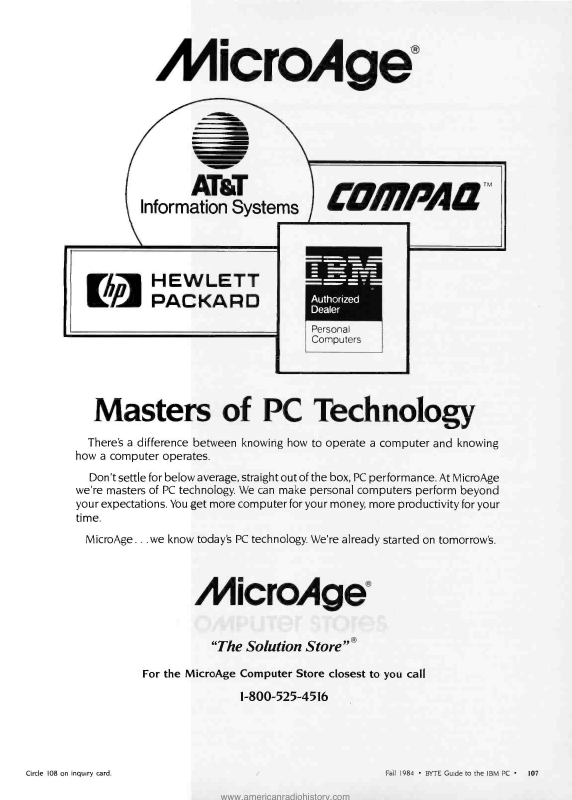 MicroAge®
AT&T
Information Systems
COMPAQ™
hp HEWLETT
PACKARD
IBM
Authorized
Dealer
Personal
Computers
Masters of PC Technology
There's a difference between knowing how to operate a computer and knowing
how a computer operates.
Don't settle for below average, straight out of the box, PC performance. At MicroAge
we're masters of PC technology. We can make personal computers perform beyond
your expectations. You get more computer for your money, more productivity for your
time.
MicroAge...we know today's PC technology. We're already started on tomorrow's.
MicroAge®
COMPUTER STORES
"The Solution Store"®
For the MicroAge Computer Store closest to you call
1-800-525-4516
Circle 108 on inquiry card.
Fall 1984 • BYTE Guide to the IBM PC • 107
www.americanradiohistory.com